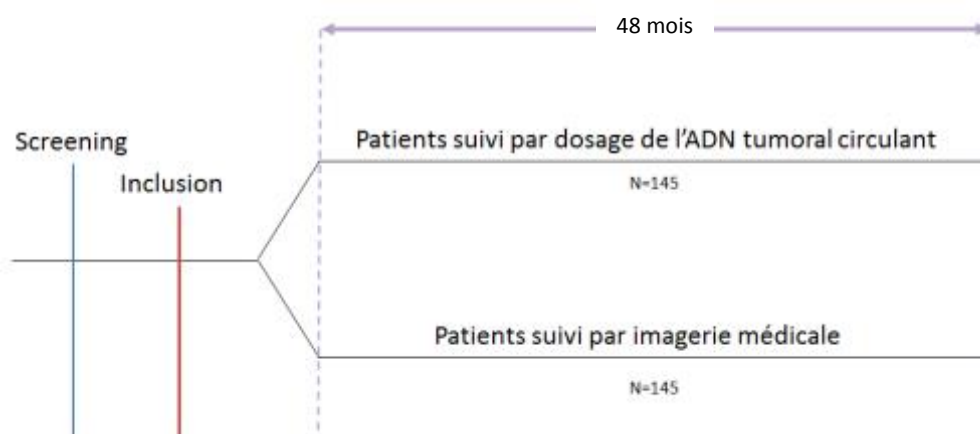 48 mois
Screening
Patients suivi par dosage de l'ADN tumoral circulant
N=145
Inclusion
Patients suivi par imagerie médicale
N=145